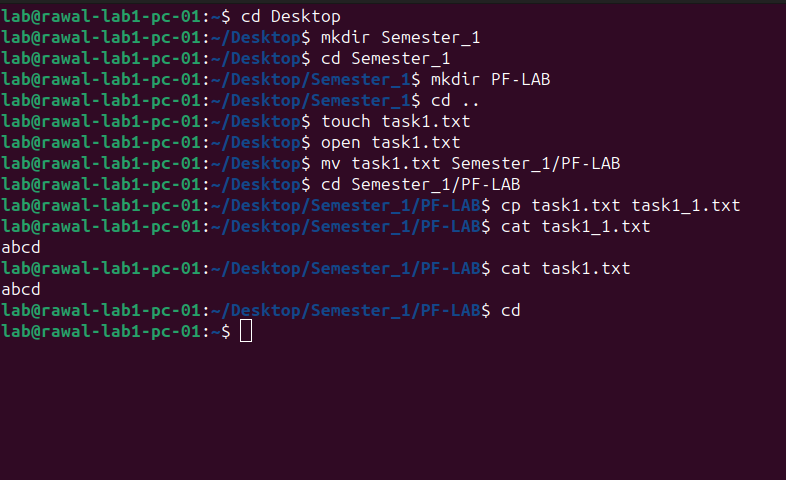 lab@rawal-lab1-pc-01:~$ cd Desktop
lab@rawal-lab1-pc-01:~/Desktop$ mkdir Semester_1
lab@rawal-lab1-pc-01:~/Desktop$ cd Semester_1
lab@rawal-lab1-pc-01:~/Desktop/Semester_1$ mkdir PF-LAB
lab@rawal-lab1-pc-01:~/Desktop/Semester_1$ cd ..
lab@rawal-lab1-pc-01:~/Desktop$ touch task1.txt
lab@rawal-lab1-pc-01:~/Desktop$ open task1.txt
lab@rawal-lab1-pc-01:~/Desktop$ mv task1.txt Semester_1/PF-LAB
lab@rawal-lab1-pc-01:~/Desktop$ cd Semester_1/PF-LAB
lab@rawal-lab1-pc-01:~/Desktop/Semester_1/PF-LAB$ cp task1.txt task1_1.txt
lab@rawal-lab1-pc-01:~/Desktop/Semester_1/PF-LAB$ cat task1_1.txt
abcd
lab@rawal-lab1-pc-01:~/Desktop/Semester_1/PF-LAB$ cat task1.txt
abcd
lab@rawal-lab1-pc-01:~/Desktop/Semester_1/PF-LAB$ cd
lab@rawal-lab1-pc-01:~$